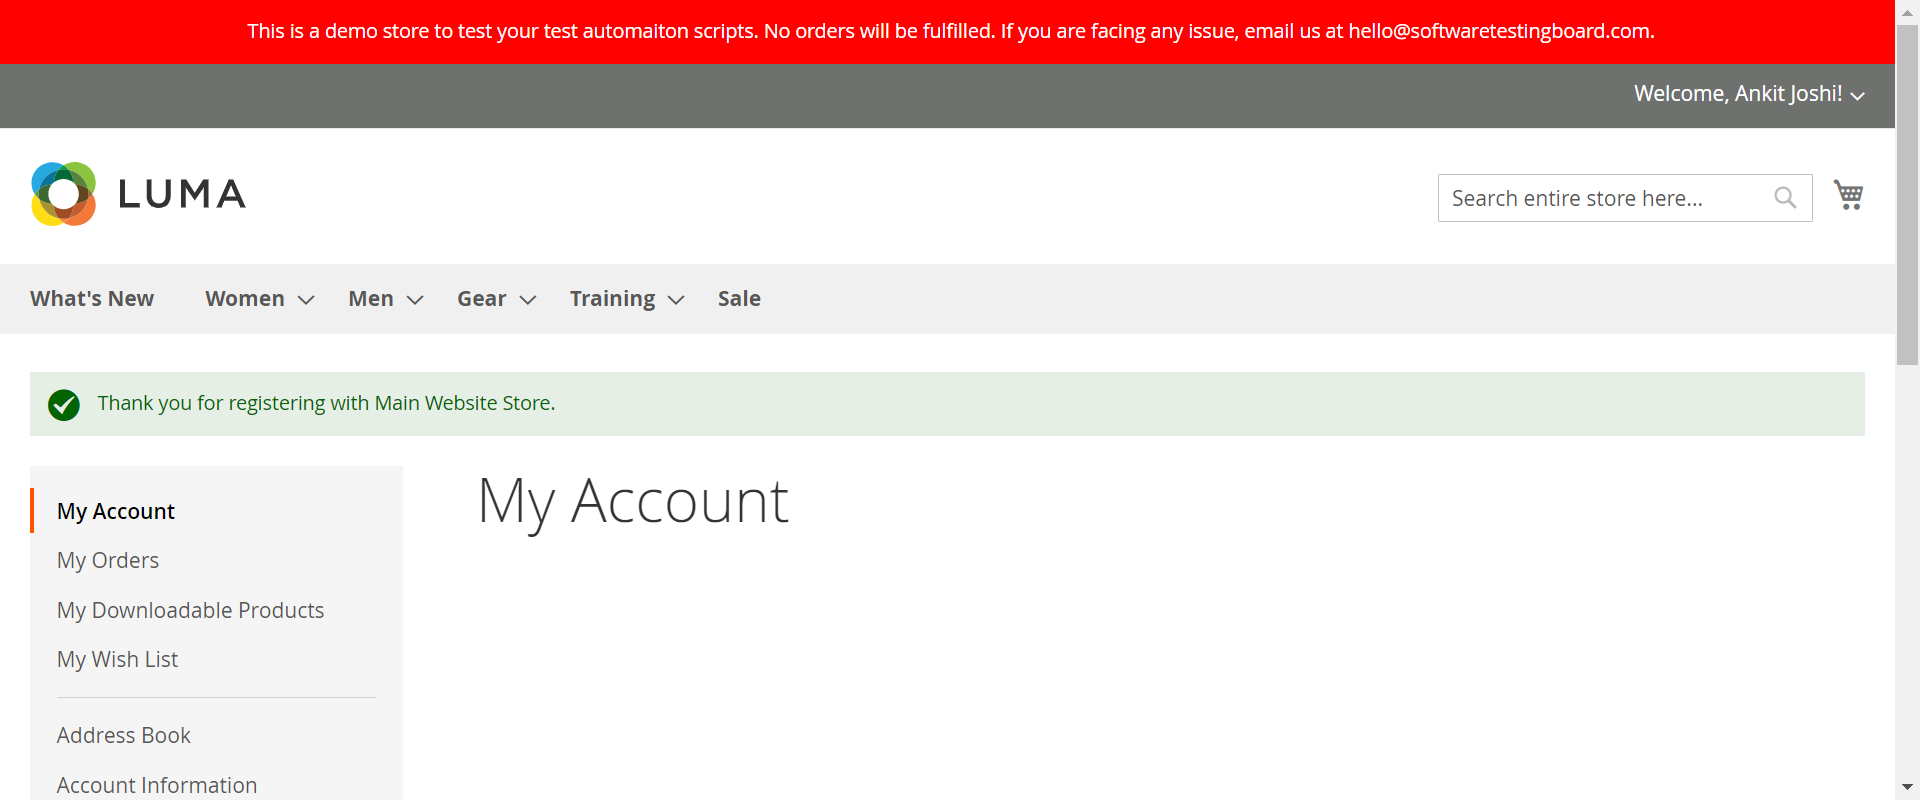 This is a demo store to test your test automaiton scripts. No orders will be fulfilled. If you are facing any issue, email us at hello@softwaretestingboard.com.
Welcome, Ankit Joshi!
LUMA
Search entire store here...
What's New Women Men Gear Training Sale
Thank you for registering with Main Website Store.
My Account
My Account
My Orders
My Downloadable Products
My Wish List
Address Book
Account Information